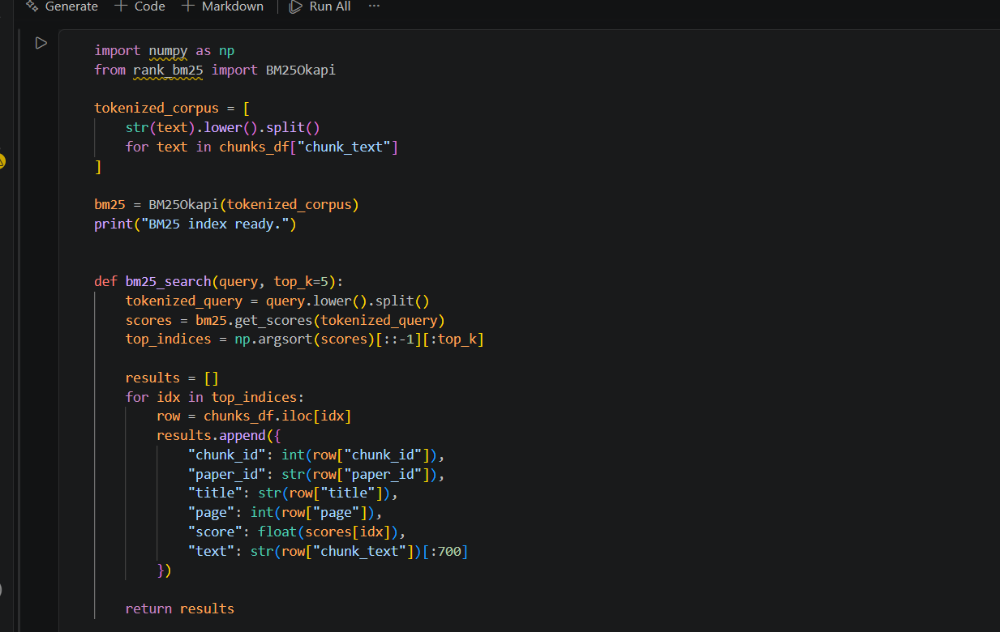 Generate + Code + Markdown Run All ...
import numpy as np
from rank_bm25 import BM25Okapi
tokenized_corpus = [
    str(text).lower().split()
    for text in chunks_df["chunk_text"]
]
bm25 = BM25Okapi(tokenized_corpus)
print("BM25 index ready.")
def bm25_search(query, top_k=5):
    tokenized_query = query.lower().split()
    scores = bm25.get_scores(tokenized_query)
    top_indices = np.argsort(scores)[::-1][:top_k]
    results = []
    for idx in top_indices:
        row = chunks_df.iloc[idx]
        results.append({
            "chunk_id": int(row["chunk_id"]),
            "paper_id": str(row["paper_id"]),
            "title": str(row["title"]),
            "page": int(row["page"]),
            "score": float(scores[idx]),
            "text": str(row["chunk_text"])[:700]
        })
    return results